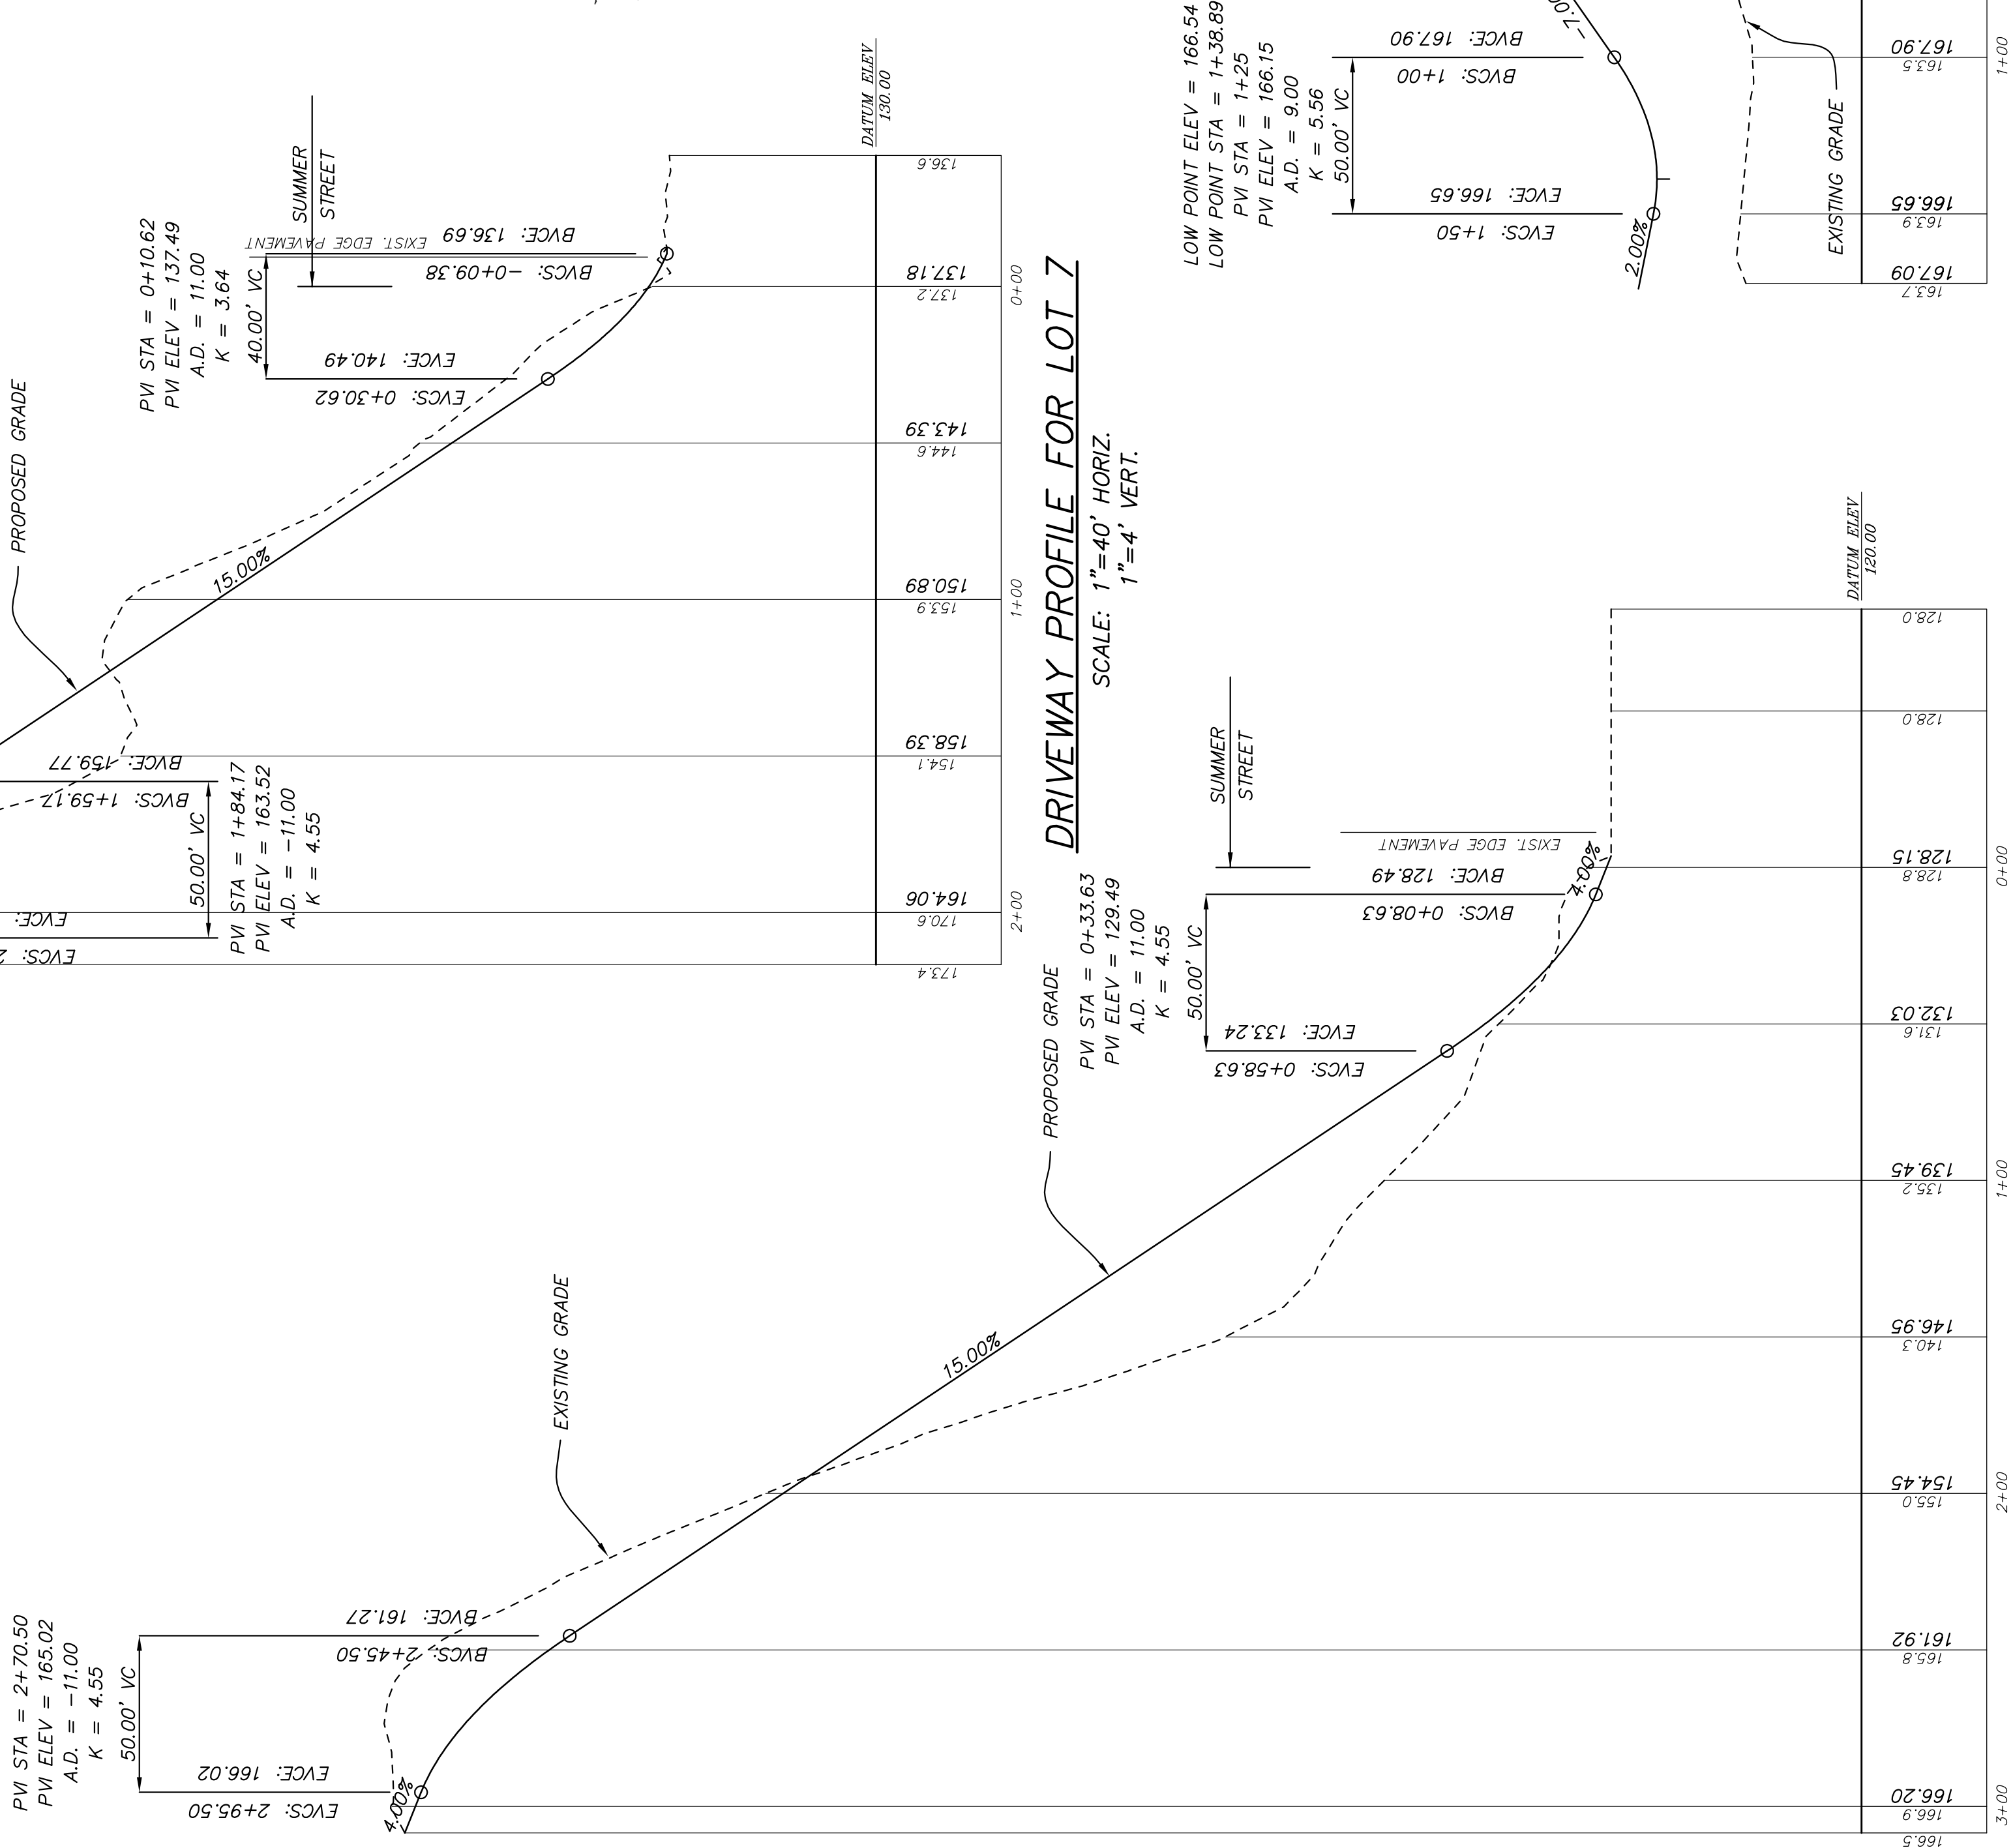 PROPOSED GRADE
15.00%
PVI STA = 0+10.62
PVI ELEV = 137.49
A.D. = 11.00
K = 3.64
40.00' VC
BVCS: -0+09.38
BVCE: 136.69
EVCS: 0+30.62
EVCE: 140.49
EXIST. EDGE PAVEMENT
SUMMER
STREET
PVI STA = 1+84.17
PVI ELEV = 163.52
A.D. = -11.00
K = 4.55
50.00' VC
BVCS: 1+59.17
BVCE: 159.77
EVCS: 2
EVCE:
DATUM ELEV
130.00
136.6
137.18
137.2
143.39
144.6
150.89
153.9
158.39
154.1
164.06
170.6
173.4
0+00
1+00
2+00
DRIVEWAY PROFILE FOR LOT 7
SCALE: 1"=40' HORIZ.
1"=4' VERT.
LOW POINT ELEV = 166.54
LOW POINT STA = 1+38.89
PVI STA = 1+25
PVI ELEV = 166.15
A.D. = 9.00
K = 5.56
50.00' VC
BVCS: 1+00
BVCE: 167.90
EVCS: 1+50
EVCE: 166.65
-7.00
2.00%
EXISTING GRADE
167.90
163.5
166.65
163.9
167.09
163.7
1+00
PVI STA = 2+70.50
PVI ELEV = 165.02
A.D. = -11.00
K = 4.55
50.00' VC
BVCS: 2+45.50
BVCE: 161.27
EVCS: 2+95.50
EVCE: 166.02
4.00%
EXISTING GRADE
15.00%
PROPOSED GRADE
PVI STA = 0+33.63
PVI ELEV = 129.49
A.D. = 11.00
K = 4.55
50.00' VC
BVCS: 0+08.63
BVCE: 128.49
EVCS: 0+58.63
EVCE: 133.24
4.00%
EXIST. EDGE PAVEMENT
SUMMER
STREET
DATUM ELEV
120.00
128.0
128.0
128.15
128.8
132.03
131.6
139.45
135.2
146.95
140.3
154.45
155.0
161.92
165.8
166.20
166.9
166.5
0+00
1+00
2+00
3+00